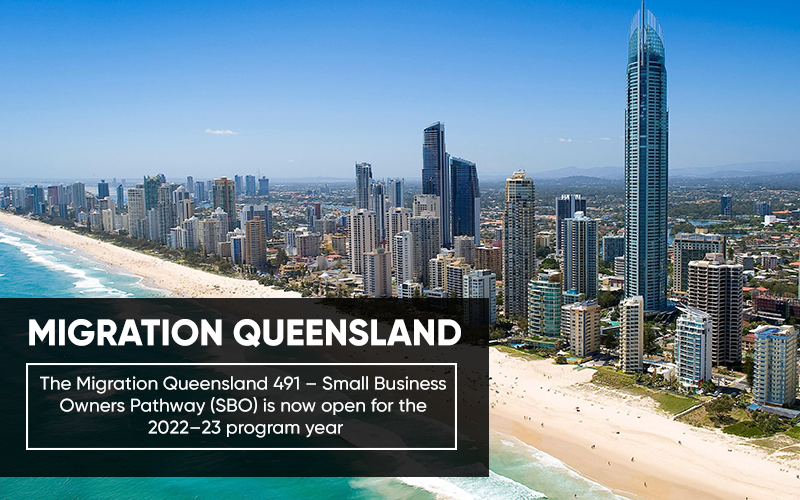 MIGRATION QUEENSLAND
The Migration Queensland 491 – Small Business
Owners Pathway (SBO) is now open for the
2022–23 program year